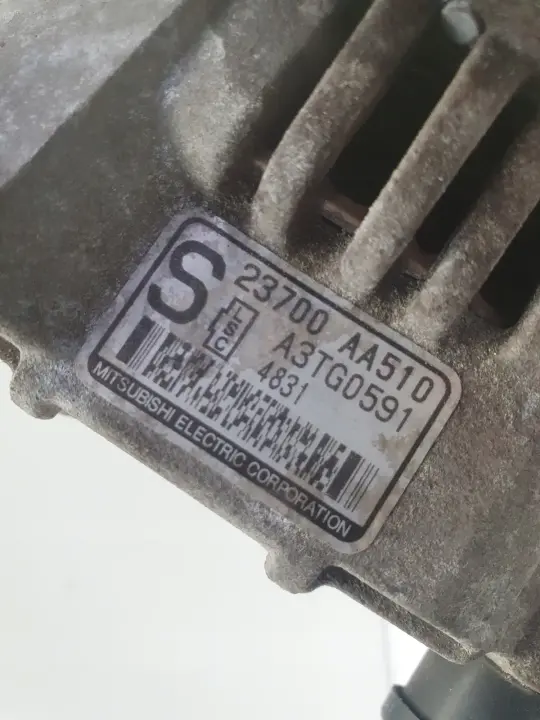 S
23700 AA510
LSC
A3TG0591
4831
MITSUBISHI ELECTRIC CORPORATION